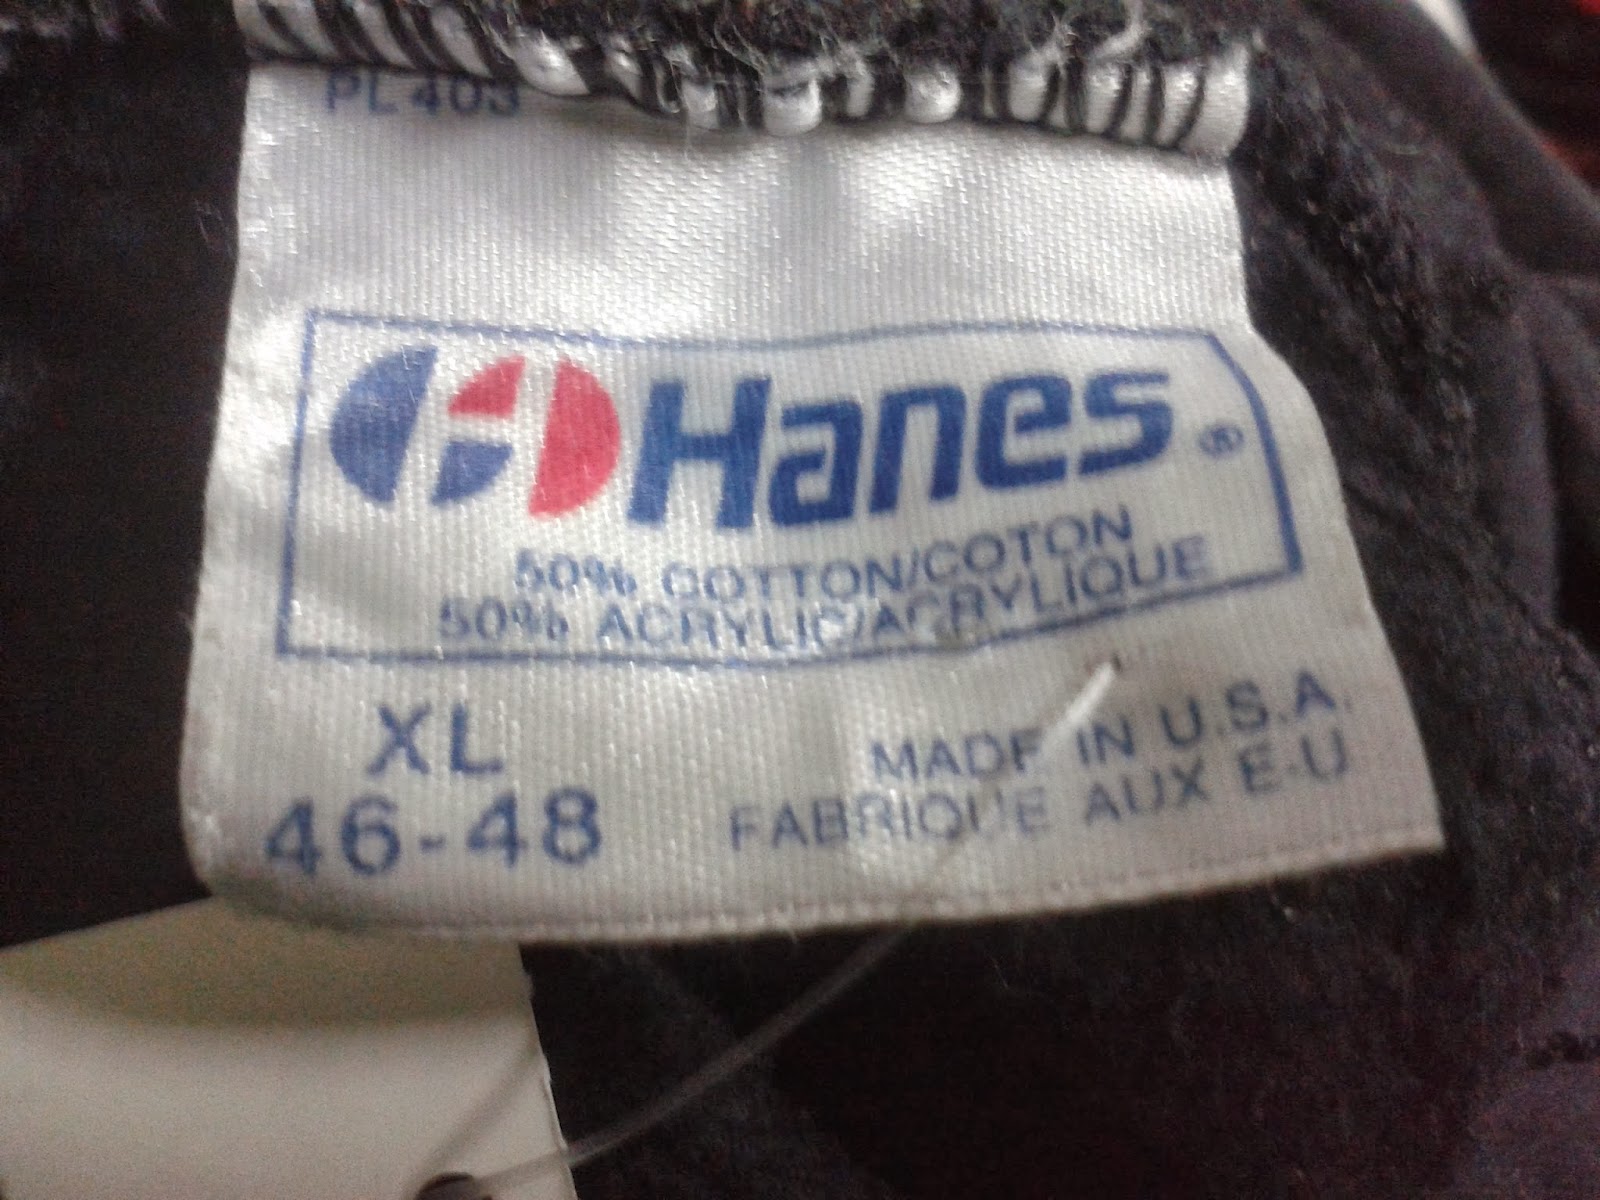 PL403
Hanes®
50% COTTON/COTON
50% ACRYLIC/ACRYLIQUE
XL
46-48
MADE IN U.S.A.
FABRIQUE AUX E-U